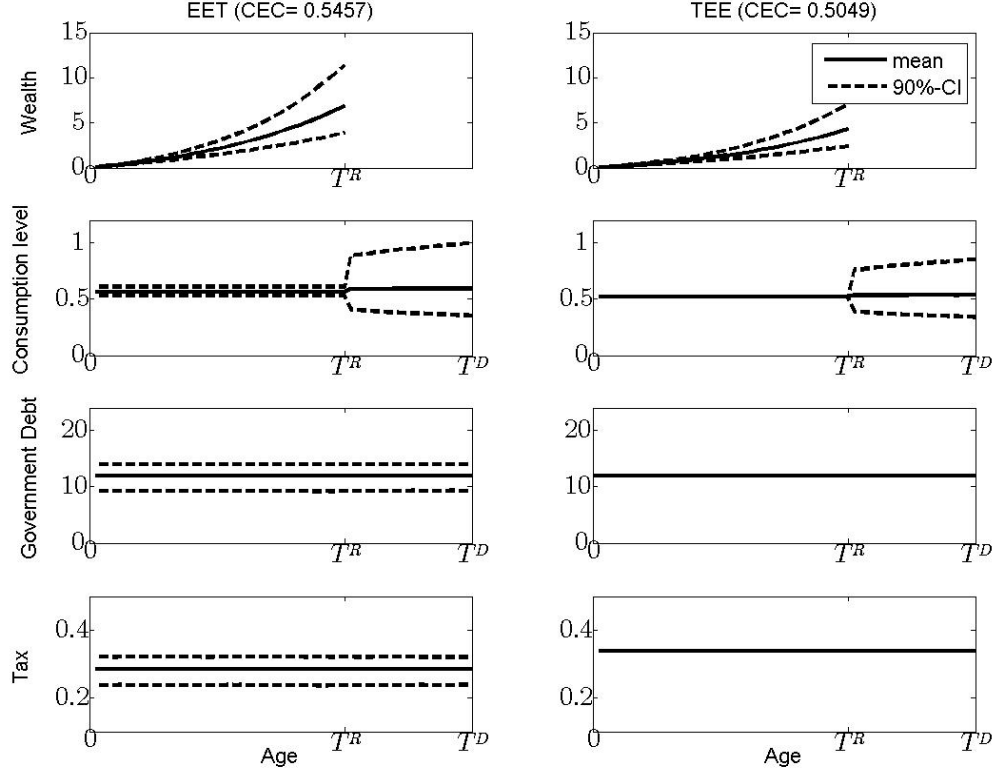 EET (CEC= 0.5457)
TEE (CEC= 0.5049)
Wealth
15
10
5
0
0
T^R
15
10
5
0
0
T^R
mean
90%-CI
Consumption level
1
0.5
0
0
T^R
T^D
1
0.5
0
0
T^R
T^D
Government Debt
20
10
0
0
T^R
T^D
20
10
0
0
T^R
T^D
Tax
0.4
0.2
0
T^R
T^D
Age
0.4
0.2
0
T^R
T^D
Age